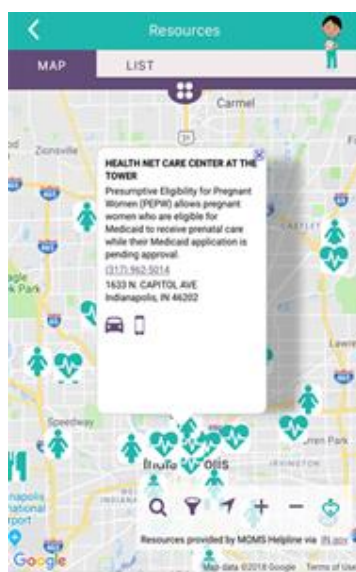 Resources
MAP
LIST
Carmel
Zionsville
HEALTH NET CARE CENTER AT THE
TOWER
Presumptive Eligibility for Pregnant
Women (PEPW) allows pregnant
women who are eligible for
Medicaid to receive prenatal care
while their Medicaid application is
pending approval.
(317)-962-5014
1633 N. CAPITOL AVE
Indianapolis, IN 46202
Speedway
Resources provided by MOMS Helpline via IN.gov
Google
Map data ©2018 Google
Terms of Use